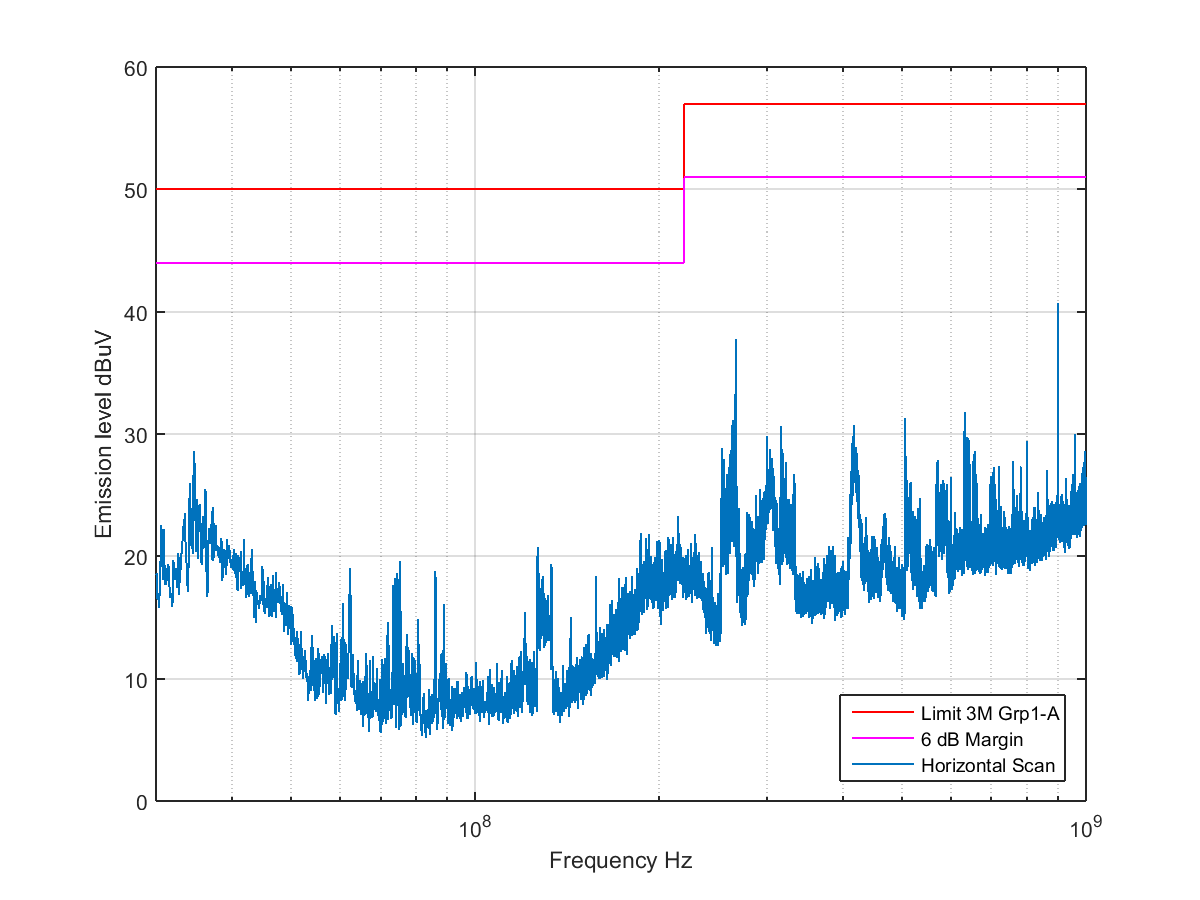 60
50
40
30
20
10
0
Emission level dBuV
10^8
10^9
Frequency Hz
Limit 3M Grp1-A
6 dB Margin
Horizontal Scan